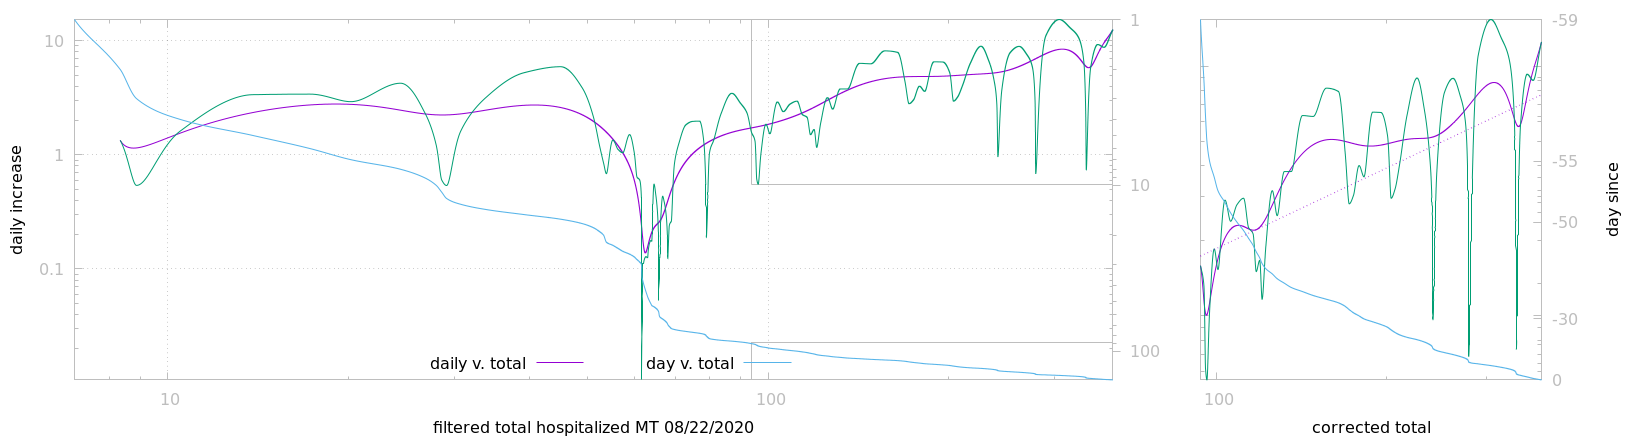 10
1
0.1
daily increase
1
10
100
daily v. total
day v. total
10
100
filtered total hospitalized MT 08/22/2020
-59
-55
-50
-30
0
day since
100
corrected total